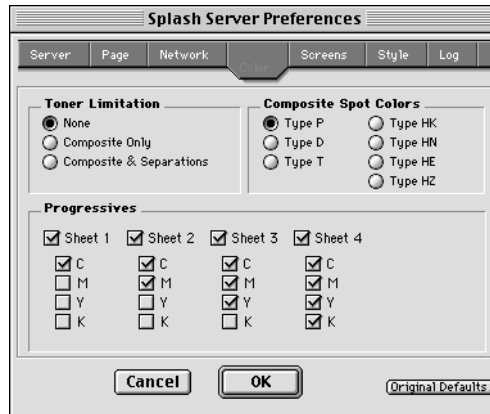 Splash Server Preferences
Server Page Network Color Screens Style Log
Toner Limitation
None
Composite Only
Composite & Separations
Composite Spot Colors
Type P
Type D
Type T
Type HK
Type HN
Type HE
Type HZ
Progressives
Sheet 1 Sheet 2 Sheet 3 Sheet 4
C C C C
M M M M
Y Y Y Y
K K K K
Cancel OK Original Defaults